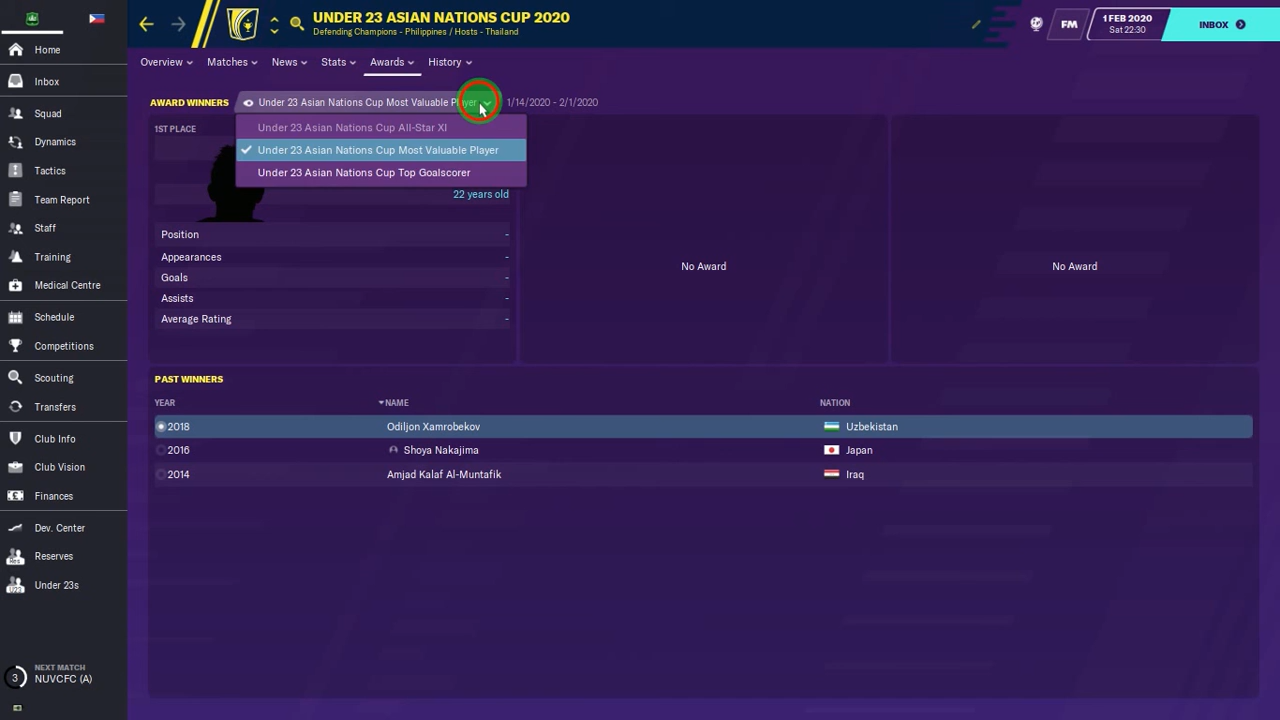 UNDER 23 ASIAN NATIONS CUP 2020
Defending Champions - Philippines / Hosts - Thailand
FM
1 FEB 2020
Sat 22:30
INBOX
Home
Inbox
Squad
Dynamics
Tactics
Team Report
Staff
Training
Medical Centre
Schedule
Competitions
Scouting
Transfers
Club Info
Club Vision
Finances
Dev. Center
Reserves
Under 23s
3
NEXT MATCH
NUVCFC (A)
Overview
Matches
News
Stats
Awards
History
AWARD WINNERS
Under 23 Asian Nations Cup Most Valuable Player
1/14/2020 - 2/1/2020
Under 23 Asian Nations Cup All-Star XI
Under 23 Asian Nations Cup Most Valuable Player
Under 23 Asian Nations Cup Top Goalscorer
1ST PLACE
22 years old
Position -
Appearances -
Goals -
Assists -
Average Rating -
No Award
No Award
PAST WINNERS
YEAR NAME NATION
2018 Odiljon Xamrobekov Uzbekistan
2016 Shoya Nakajima Japan
2014 Amjad Kalaf Al-Muntafik Iraq